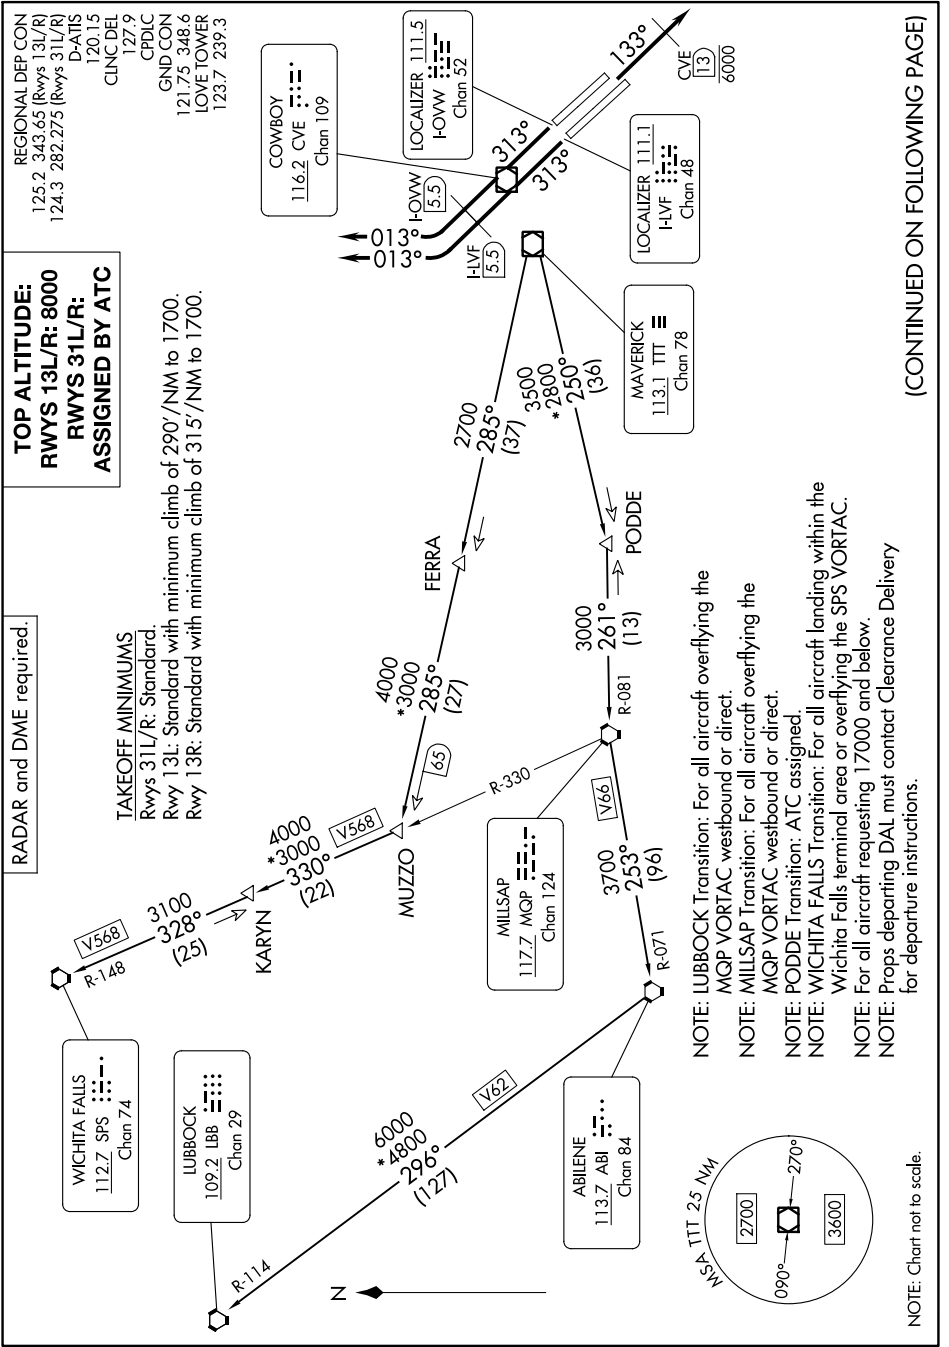 REGIONAL DEP CON
125.2 343.65 (Rwys 13L/R)
124.3 282.275 (Rwys 31L/R)
D-ATIS
120.15
CLNC DEL
127.9
CPDLC
GND CON
121.75 348.6
LOVE TOWER
123.7 239.3
TOP ALTITUDE:
RWYS 13L/R: 8000
RWYS 31L/R:
ASSIGNED BY ATC
RADAR and DME required.
TAKEOFF MINIMUMS
Rwys 31L/R: Standard.
Rwy 13L: Standard with minimum climb of 290'/NM to 1700.
Rwy 13R: Standard with minimum climb of 315'/NM to 1700.
WICHITA FALLS
112.7 SPS
Chan 74
LUBBOCK
109.2 LBB
Chan 29
R-148
V568
3100
328°
(25)
KARYN
4000
*3000
330°
(22)
V568
MUZZO
4000
*3000
285°
(27)
165
FERRA
2700
285°
(37)
COWBOY
116.2 CVE
Chan 109
LOCALIZER 111.5
I-OVW
Chan 52
LOCALIZER 111.1
I-LVF
Chan 48
133°
CVE
13
6000
313°
313°
I-OVW
5.5
I-LVF
5.5
013°
013°
MAVERICK
113.1 TTT
Chan 78
3500
*2800
250°
(36)
PODDE
3000
261°
(13)
R-081
R-330
MILLSAP
117.7 MQP
Chan 124
V66
3700
253°
(96)
R-071
ABILENE
113.7 ABI
Chan 84
V62
6000
*4800
296°
(127)
R-114
N
NOTE: LUBBOCK Transition: For all aircraft overflying the
MQP VORTAC westbound or direct.
NOTE: MILLSAP Transition: For all aircraft overflying the
MQP VORTAC westbound or direct.
NOTE: PODDE Transition: ATC assigned.
NOTE: WICHITA FALLS Transition: For all aircraft landing within the
Wichita Falls terminal area or overflying the SPS VORTAC.
NOTE: For all aircraft requesting 17000 and below.
NOTE: Props departing DAL must contact Clearance Delivery
for departure instructions.
MSA TTT 25 NM
2700
270°
090°
3600
NOTE: Chart not to scale.
(CONTINUED ON FOLLOWING PAGE)